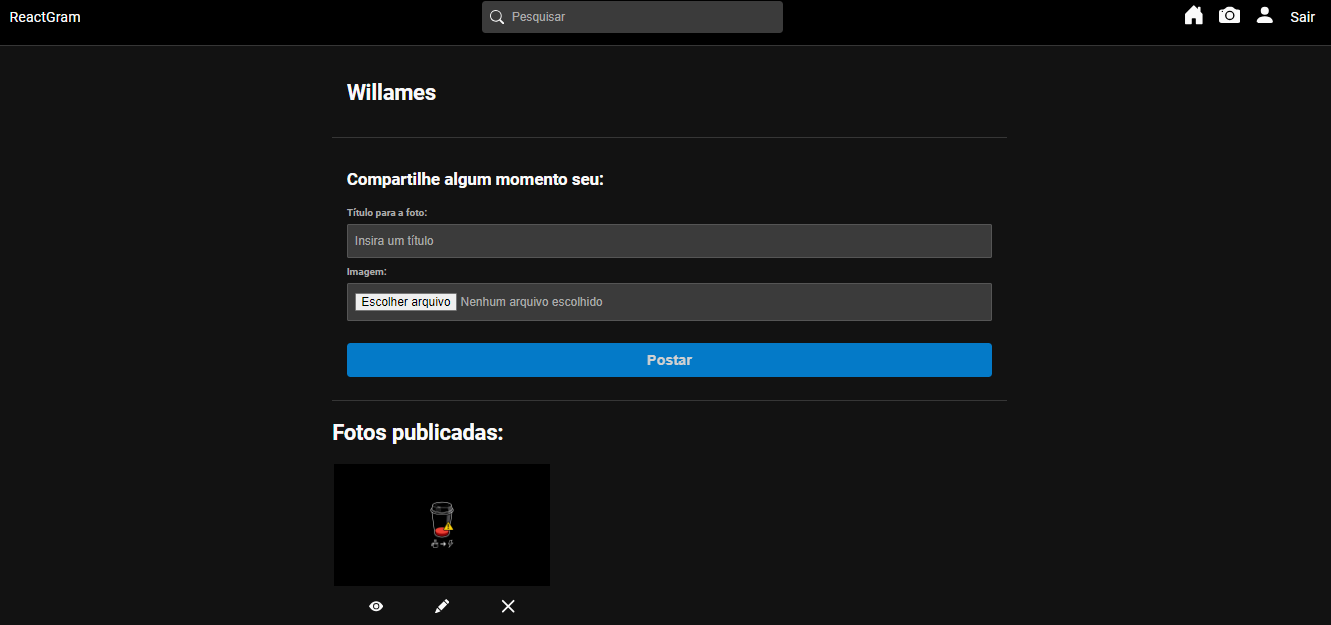 ReactGram
Pesquisar
Sair
Willames
Compartilhe algum momento seu:
Título para a foto:
Insira um título
Imagem:
Escolher arquivo Nenhum arquivo escolhido
Postar
Fotos publicadas: